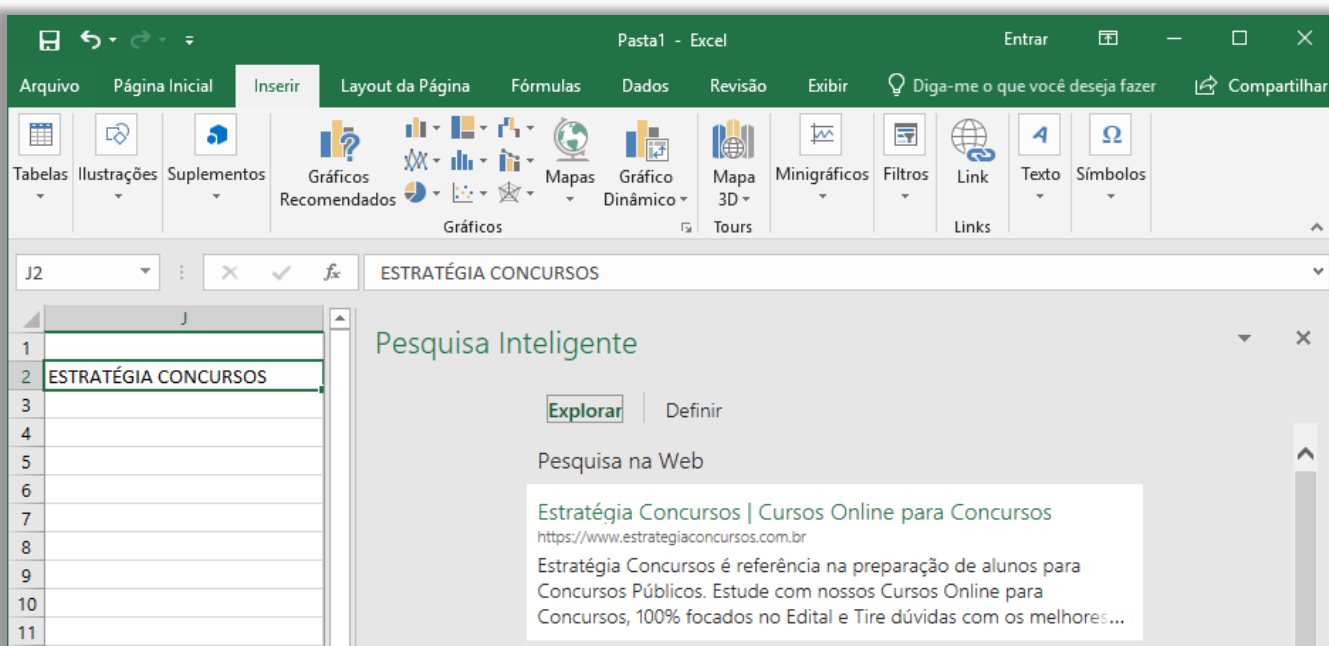 Pasta1 - Excel
Entrar
Arquivo Página Inicial Inserir Layout da Página Fórmulas Dados Revisão Exibir Diga-me o que você deseja fazer Compartilhar
Tabelas
Ilustrações
Suplementos
Gráficos
Recomendados
Mapas
Gráfico
Dinâmico
Gráficos
Mapa
3D
Tours
Minigráficos
Filtros
Link
Links
Texto
Símbolos
J2
fx
ESTRATÉGIA CONCURSOS
J
1
2 ESTRATÉGIA CONCURSOS
3
4
5
6
7
8
9
10
11
Pesquisa Inteligente
Explorar Definir
Pesquisa na Web
Estratégia Concursos | Cursos Online para Concursos
https://www.estrategiaconcursos.com.br
Estratégia Concursos é referência na preparação de alunos para
Concursos Públicos. Estude com nossos Cursos Online para
Concursos, 100% focados no Edital e Tire dúvidas com os melhores...